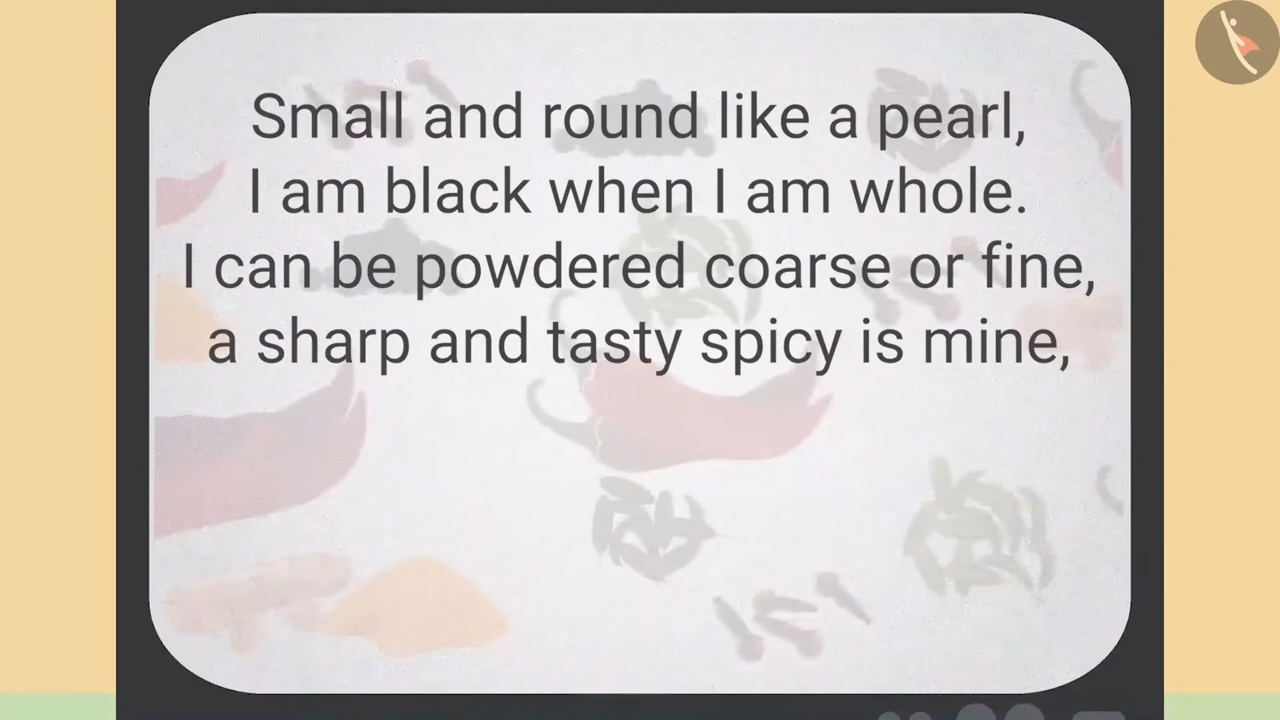 Small and round like a pearl,
I am black when I am whole.
I can be powdered coarse or fine,
a sharp and tasty spicy is mine,